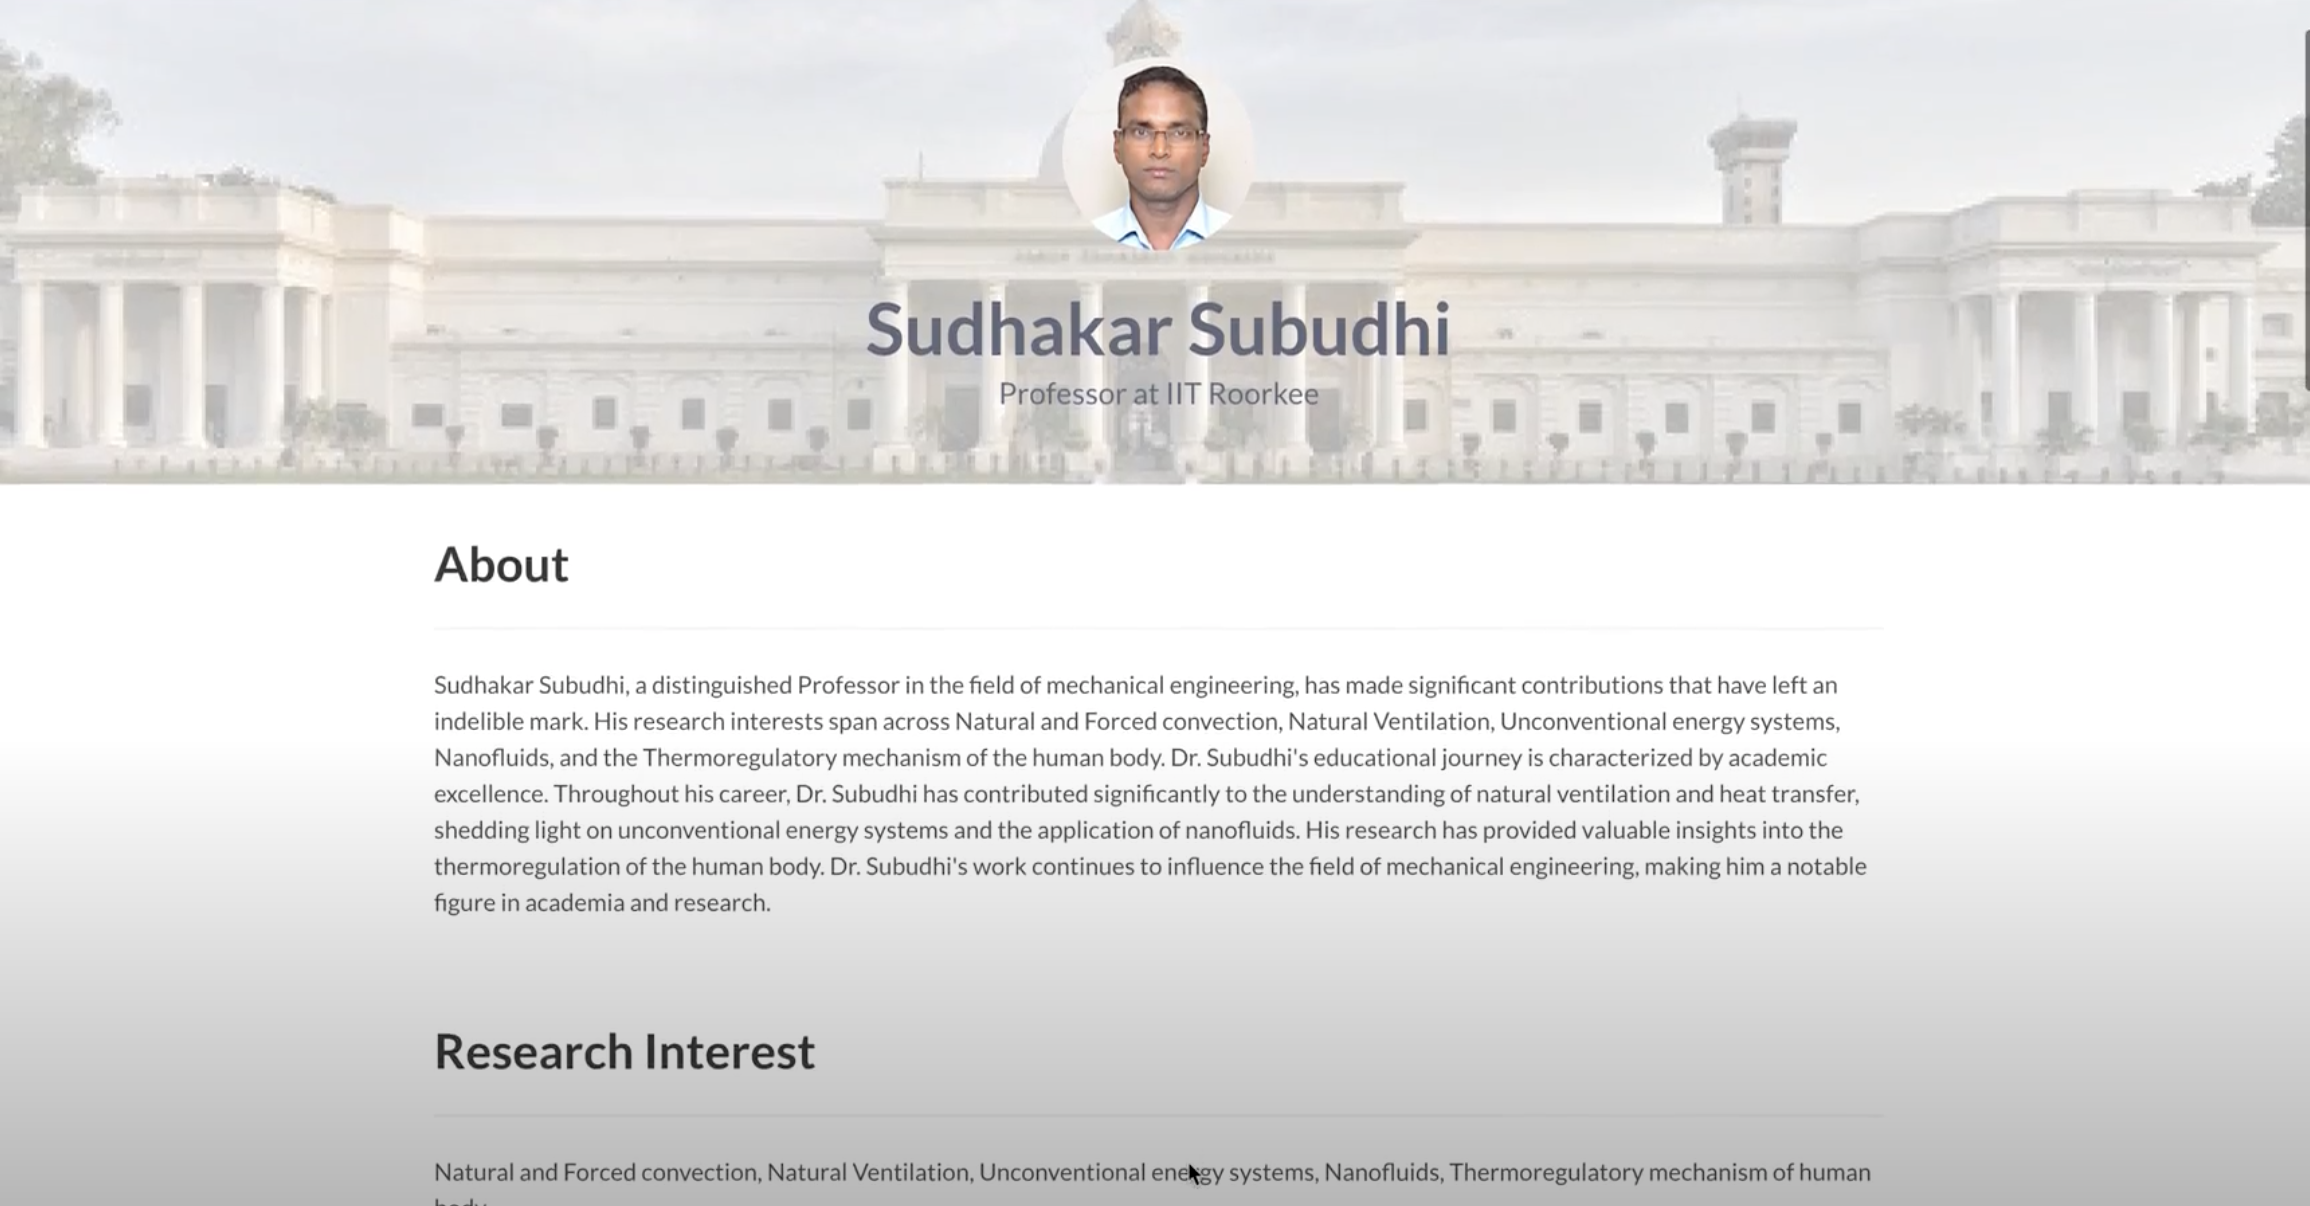 Sudhakar Subudhi
Professor at IIT Roorkee
About
Sudhakar Subudhi, a distinguished Professor in the field of mechanical engineering, has made significant contributions that have left an
indelible mark. His research interests span across Natural and Forced convection, Natural Ventilation, Unconventional energy systems,
Nanofluids, and the Thermoregulatory mechanism of the human body. Dr. Subudhi's educational journey is characterized by academic
excellence. Throughout his career, Dr. Subudhi has contributed significantly to the understanding of natural ventilation and heat transfer,
shedding light on unconventional energy systems and the application of nanofluids. His research has provided valuable insights into the
thermoregulation of the human body. Dr. Subudhi's work continues to influence the field of mechanical engineering, making him a notable
figure in academia and research.
Research Interest
Natural and Forced convection, Natural Ventilation, Unconventional energy systems, Nanofluids, Thermoregulatory mechanism of human